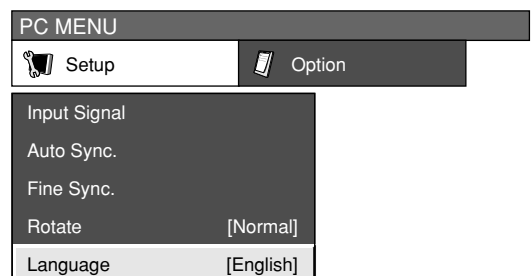 PC MENU
Setup Option
Input Signal
Auto Sync.
Fine Sync.
Rotate [Normal]
Language [English]